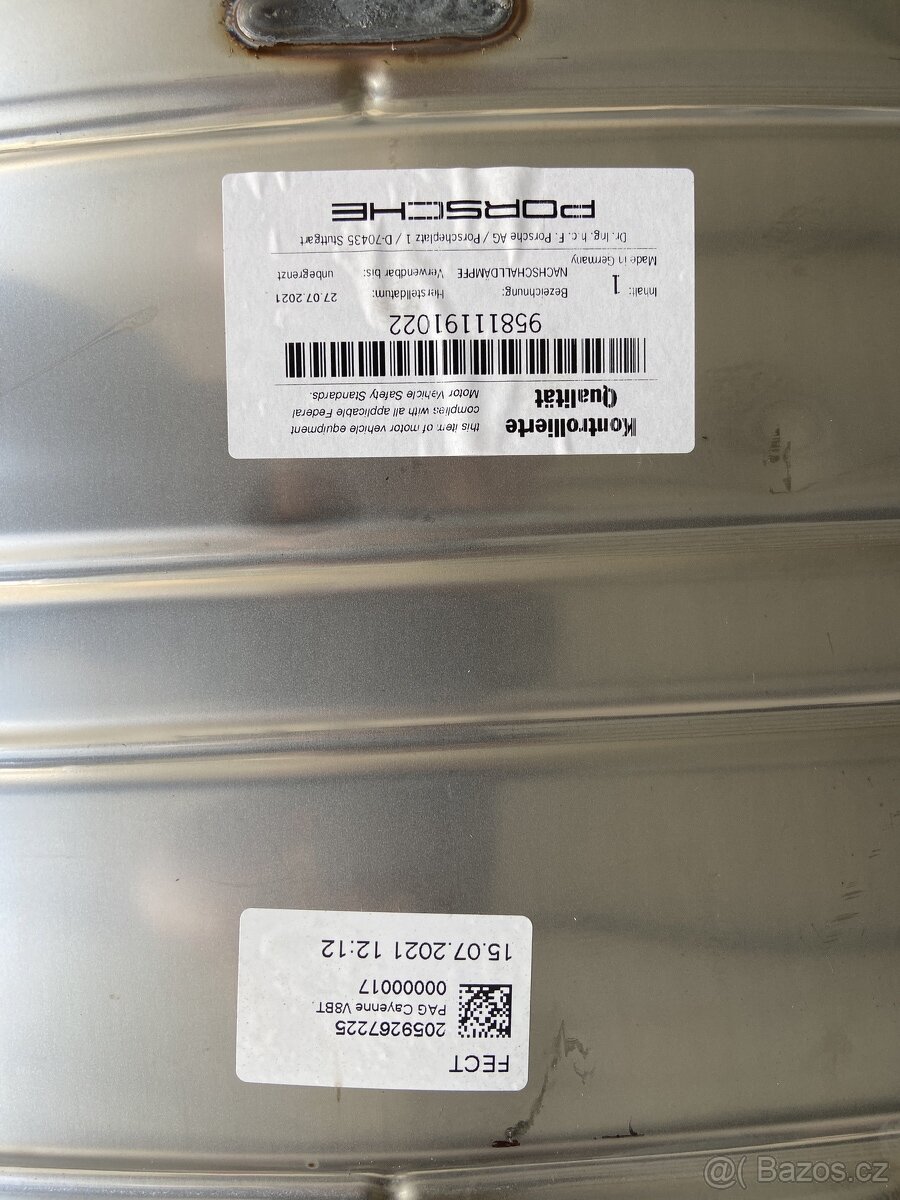 Kontrollierte
Qualität
this item of motor vehicle equipment
complies with all applicable Federal
Motor Vehicle Safety Standards.
95811191022
Inhalt: Bezeichnung: Herstelldatum: 27.07.2021
1 NACHSCHALLDÄMPFE Verwendbar bis: unbegrenzt
Made in Germany
Dr. Ing. h.c. F. Porsche AG / Porscheplatz 1 / D-70435 Stuttgart
PORSCHE
FECT
2059267225
PAG Cayenne V8BT.
00000017
15.07.2021 12:12
@( Bazos.cz